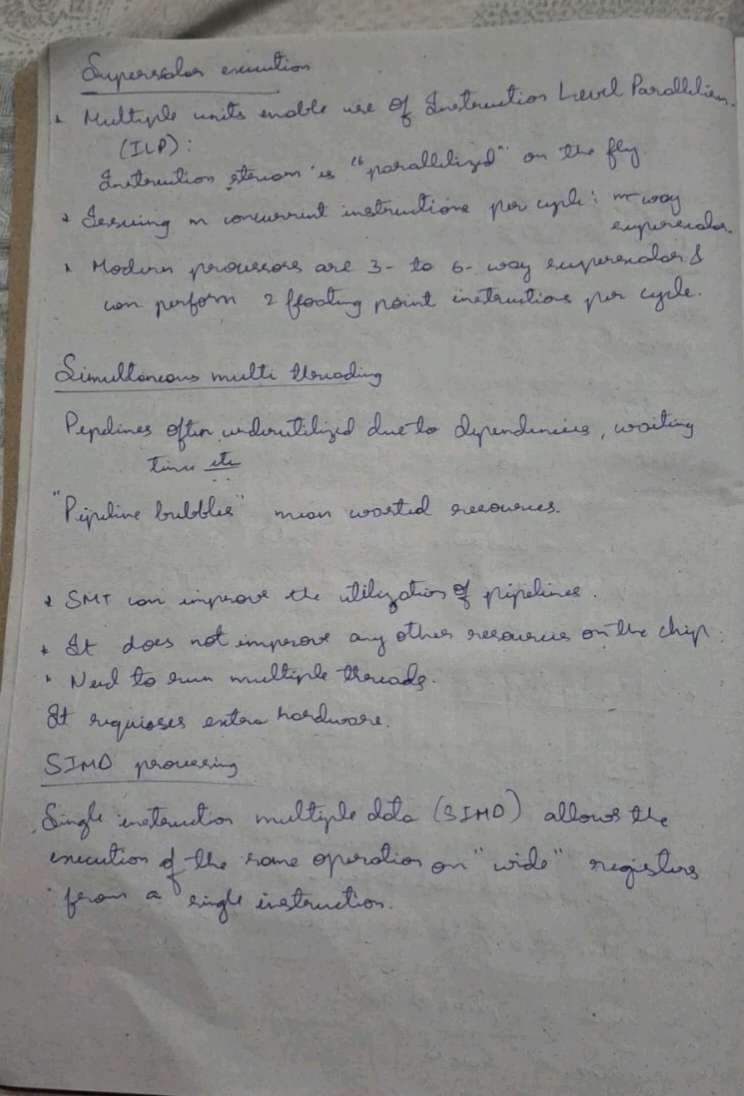 Superscalar execution
* Multiple units enable use of Instruction Level Parallelism.
(ILP):
Instruction stream is "parallelized" on the fly.
* Issuing m concurrent instructions per cycle: m-way
superscalar.
* Modern processors are 3- to 6- way superscalar &
can perform 2 floating point instructions per cycle.
Simultaneous multi threading
Pipelines often underutilized due to dependencies, waiting
time etc
"Pipeline bubbles" mean wasted resources.
* SMT can improve the utilization of pipelines.
* It does not improve any other resources on the chip.
* Need to run multiple threads.
It requires extra hardware.
SIMD processing
Single instruction multiple data (SIMD) allows the
execution of the same operation on "wide" registers
from a single instruction.